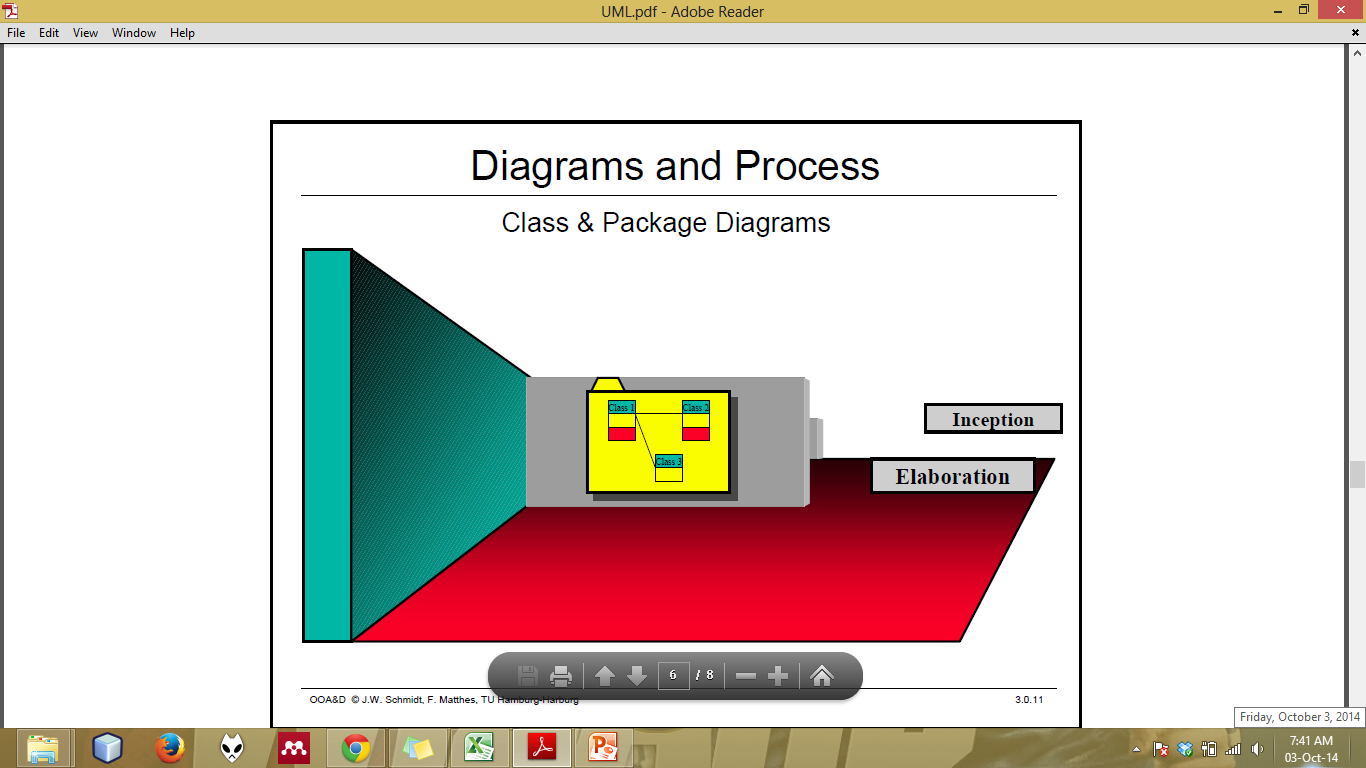 UML.pdf - Adobe Reader
File Edit View Window Help
Diagrams and Process
Class & Package Diagrams
Class 1
Class 2
Class 3
Inception
Elaboration
6 / 8
OOA&D © J.W. Schmidt, F. Matthes, TU Hamburg-Harburg
3.0.11
Friday, October 3, 2014
7:41 AM
03-Oct-14